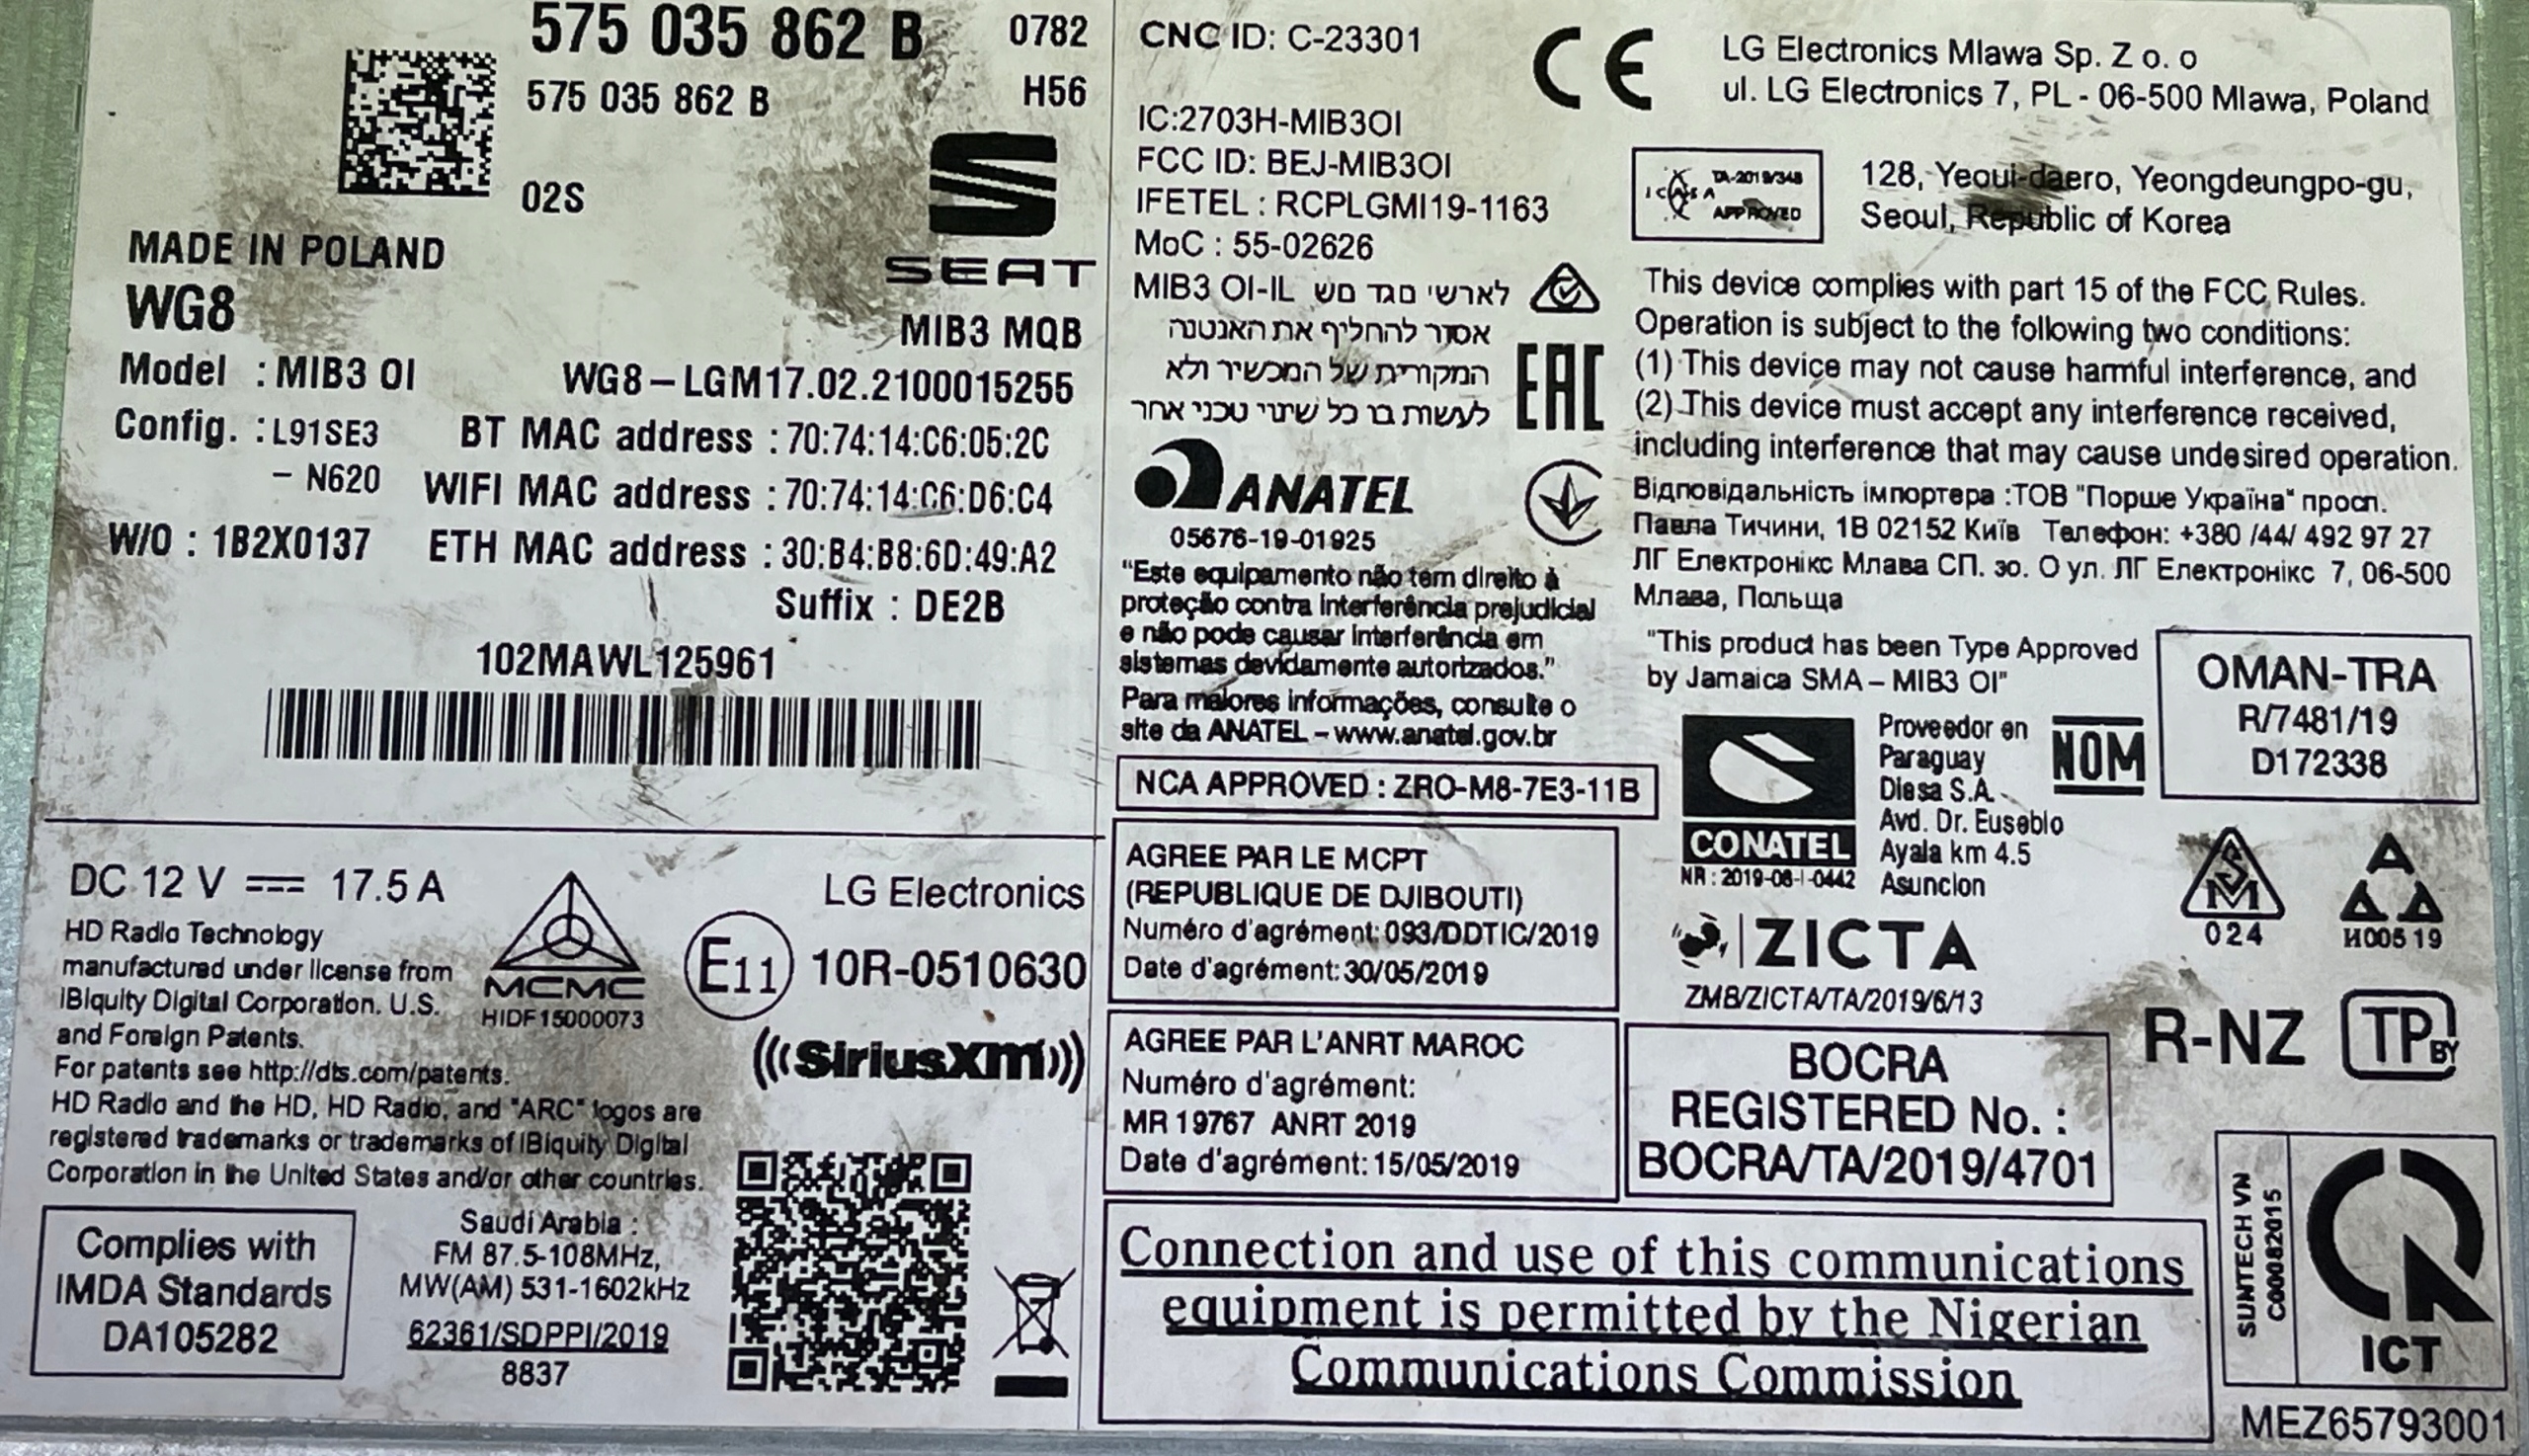 575 035 862 B
0782
575 035 862 B
H56
02S
SEAT
MADE IN POLAND
WG8
MIB3 MQB
Model : MIB3 OI
WG8-LGM17.02.2100015255
Config. : L91SE3
- N620
BT MAC address : 70:74:14:C6:05:2C
WIFI MAC address : 70:74:14:C6:D6:C4
W/O : 1B2X0137
ETH MAC address : 30:B4:B8:6D:49:A2
Suffix : DE2B
102MAWL125961
DC 12 V 17.5 A
HD Radio Technology
manufactured under license from
iBiquity Digital Corporation. U.S.
and Foreign Patents.
For patents see http://dts.com/patents.
HD Radio and the HD, HD Radio, and "ARC" logos are
registered trademarks or trademarks of iBiquity Digital
Corporation in the United States and/or other countries.
MCMC
HIDF15000073
LG Electronics
E11
10R-0510630
((SiriusXM))
Complies with
IMDA Standards
DA105282
Saudi Arabia :
FM 87.5-108MHz,
MW(AM) 531-1602kHz
62361/SDPPI/2019
8837
CNC ID: C-23301
IC:2703H-MIB3OI
FCC ID: BEJ-MIB3OI
IFETEL : RCPLGMI19-1163
MoC : 55-02626
MIB3 OI-IL לארשי םגד םש
אסור להחליף את האנטנה
המקורית של המכשיר ולא
לעשות בו כל שינוי טכני אחר
CE
EAC
ANATEL
05676-19-01925
"Este equipamento não tem direito à
proteção contra interferência prejudicial
e não pode causar interferência em
sistemas devidamente autorizados."
Para maiores informações, consulte o
site da ANATEL – www.anatel.gov.br
NCA APPROVED : ZRO-M8-7E3-11B
AGREE PAR LE MCPT
(REPUBLIQUE DE DJIBOUTI)
Numéro d'agrément: 093/DDTIC/2019
Date d'agrément: 30/05/2019
AGREE PAR L'ANRT MAROC
Numéro d'agrément:
MR 19767 ANRT 2019
Date d'agrément: 15/05/2019
LG Electronics Mlawa Sp. Z o. o
ul. LG Electronics 7, PL - 06-500 Mlawa, Poland
ICASA
TA-2019/348
APPROVED
128, Yeoui-daero, Yeongdeungpo-gu,
Seoul, Republic of Korea
This device complies with part 15 of the FCC Rules.
Operation is subject to the following two conditions:
(1) This device may not cause harmful interference, and
(2) This device must accept any interference received,
including interference that may cause undesired operation.
Відповідальність імпортера :ТОВ "Порше Україна" просп.
Павла Тичини, 1В 02152 Київ Телефон: +380 /44/ 492 97 27
ЛГ Електронікс Млава СП. зо. О ул. ЛГ Електронікс 7, 06-500
Млава, Польща
"This product has been Type Approved
by Jamaica SMA – MIB3 OI"
OMAN-TRA
R/7481/19
D172338
CONATEL
NR : 2019-08-I-0442
Proveedor en
Paraguay
Diesa S.A.
Avd. Dr. Eusebio
Ayala km 4.5
Asuncion
NOM
024
H00519
ZICTA
ZMB/ZICTA/TA/2019/6/13
BOCRA
REGISTERED No. :
BOCRA/TA/2019/4701
R-NZ
TP BY
Connection and use of this communications
equipment is permitted by the Nigerian
Communications Commission
SUNTECH VN
C00082015
ICT
MEZ65793001